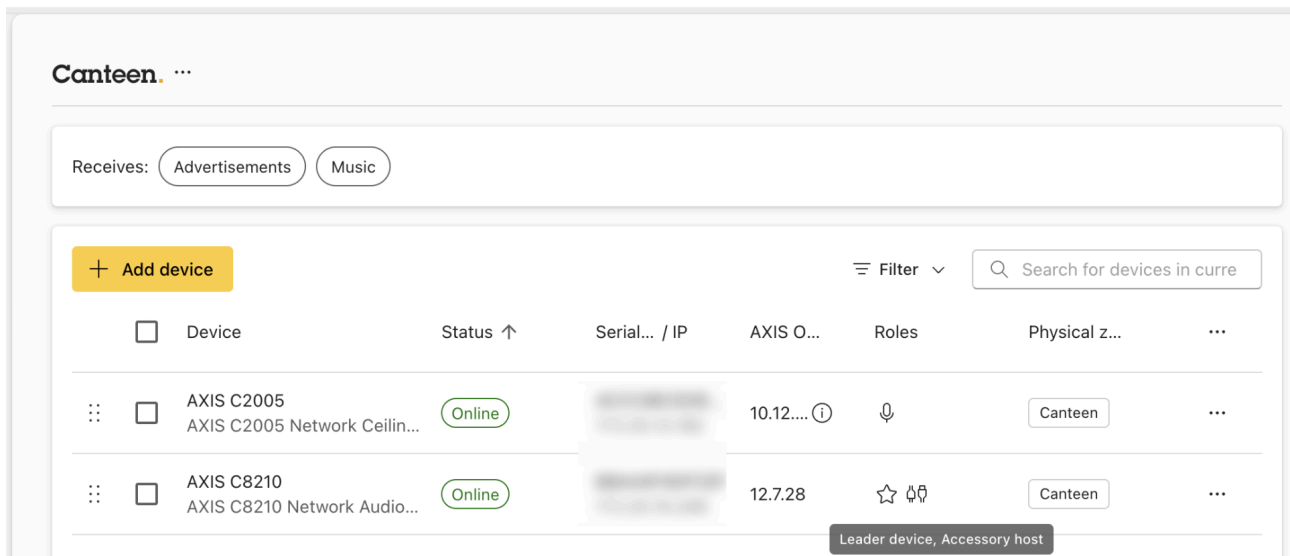 Canteen. ...
Receives: Advertisements Music
+ Add device Filter Search for devices in curre
Device Status ↑ Serial... / IP AXIS O... Roles Physical z... ...
AXIS C2005 Online 10.12.... Canteen ...
AXIS C2005 Network Ceilin...
AXIS C8210 Online 12.7.28 Canteen ...
AXIS C8210 Network Audio...
Leader device, Accessory host